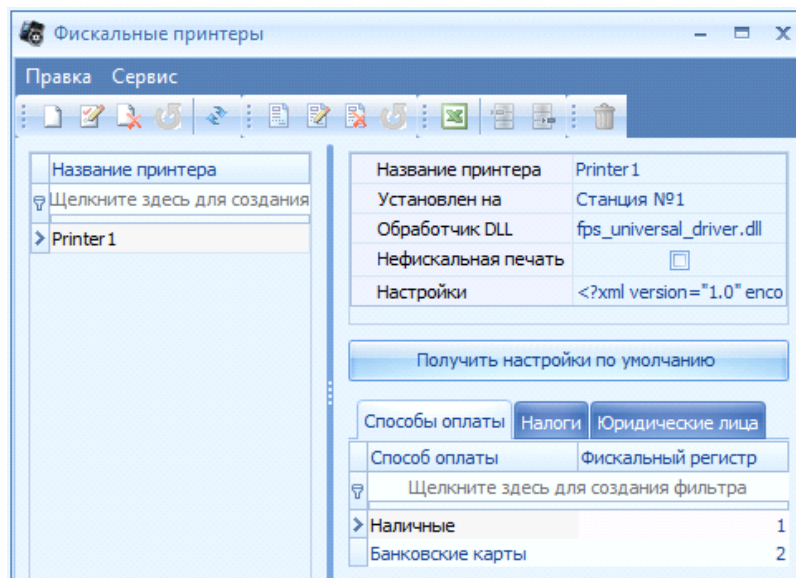 Фискальные принтеры
Правка Сервис
Название принтера
Щелкните здесь для создания
Printer1
Название принтера Printer1
Установлен на Станция №1
Обработчик DLL fps_universal_driver.dll
Нефискальная печать
Настройки <?xml version="1.0" enco
Получить настройки по умолчанию
Способы оплаты Налоги Юридические лица
Способ оплаты Фискальный регистр
Щелкните здесь для создания фильтра
Наличные 1
Банковские карты 2